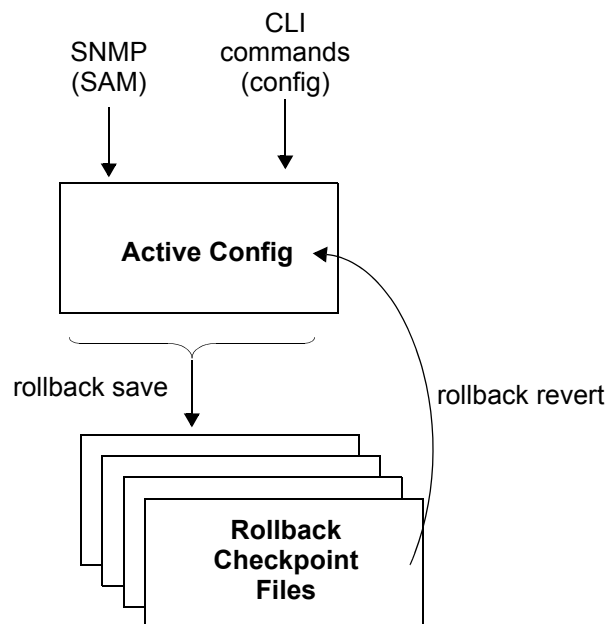 SNMP
(SAM)
CLI
commands
(config)
Active Config
rollback save
rollback revert
Rollback
Checkpoint
Files